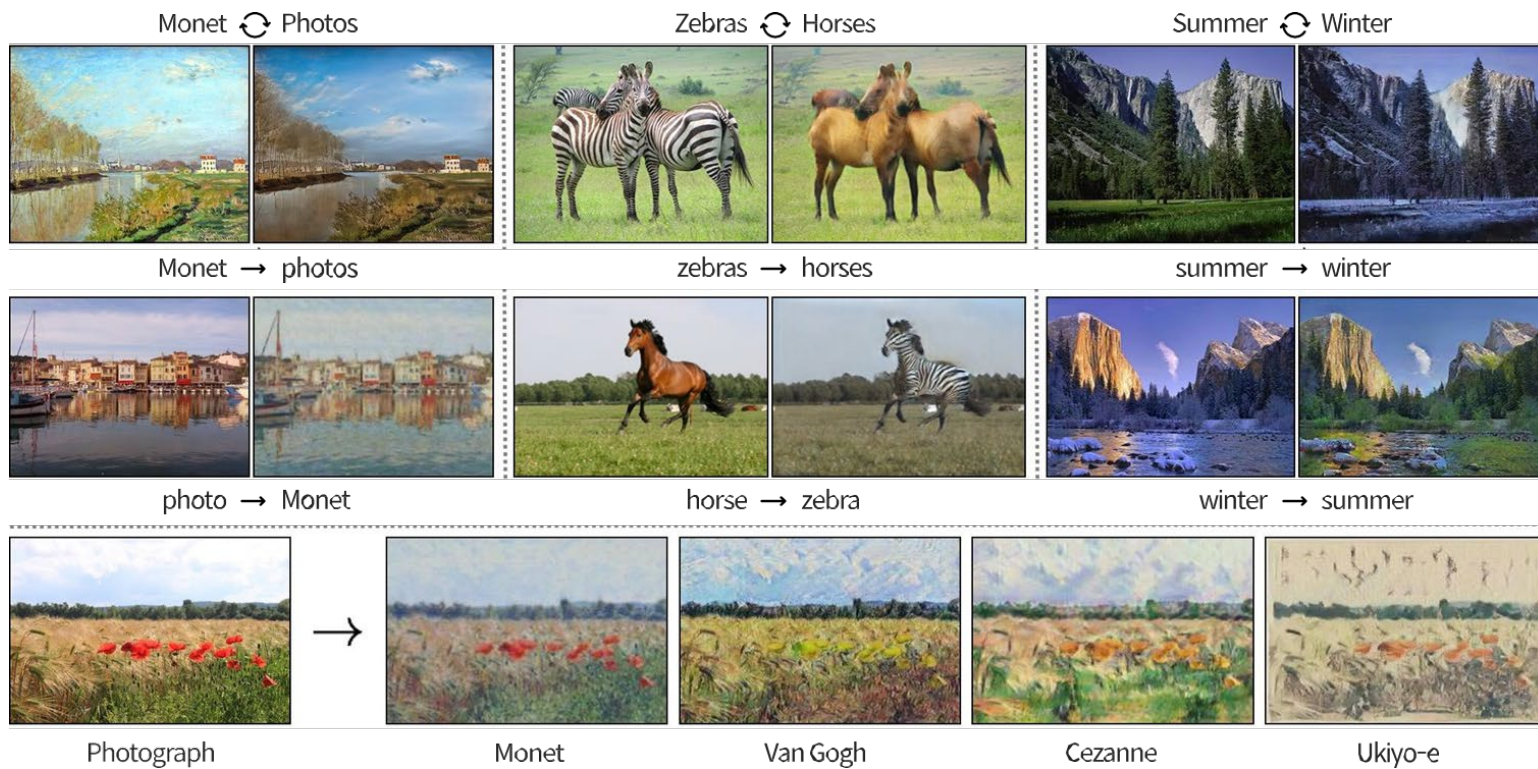 Monet Photos
Zebras Horses
Summer Winter
Monet → photos
zebras → horses
summer → winter
photo → Monet
horse → zebra
winter → summer
Photograph
Monet
Van Gogh
Cezanne
Ukiyo-e